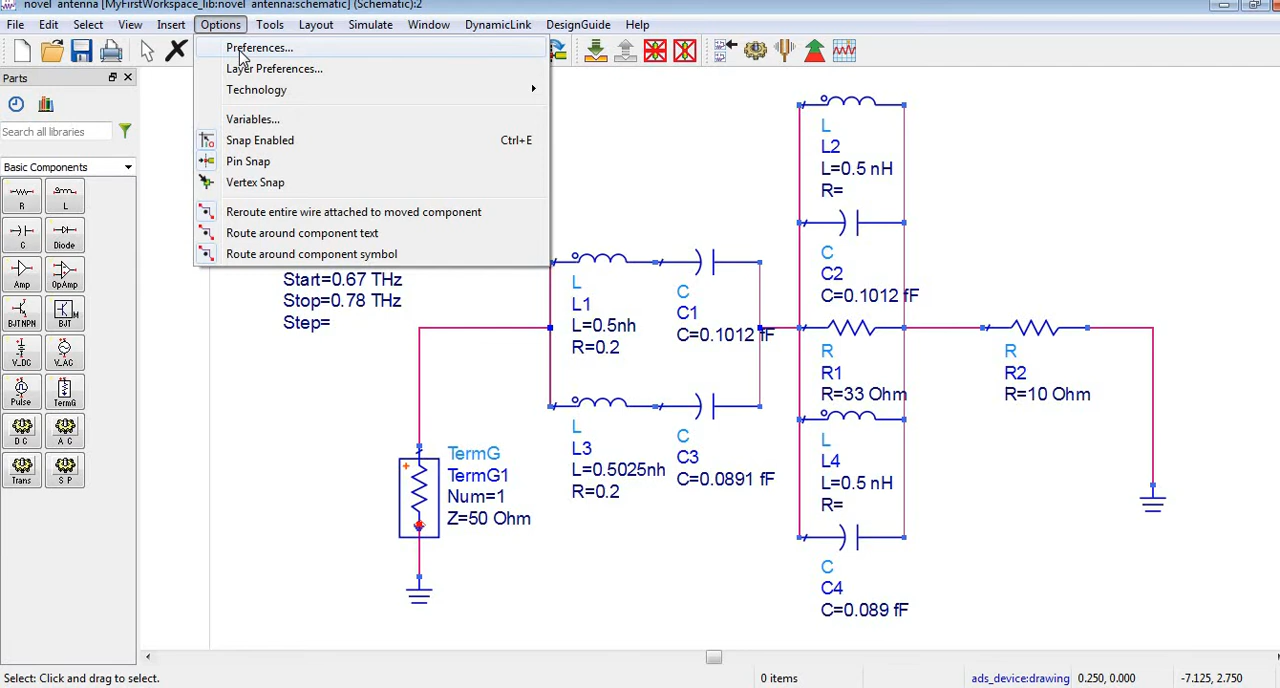 novel antenna [MyFirstWorkspace_lib:novel antenna:schematic] (Schematic):2
File Edit Select View Insert Options Tools Layout Simulate Window DynamicLink DesignGuide Help
Preferences...
Layer Preferences...
Technology
Variables...
Snap Enabled Ctrl+E
Pin Snap
Vertex Snap
Reroute entire wire attached to moved component
Route around component text
Route around component symbol
Parts
Search all libraries
Basic Components
R L
C Diode
Amp OpAmp
BJTNPN BJT
V_DC V_AC
Pulse TermG
D C A C
Trans S P
Start=0.67 THz
Stop=0.78 THz
Step=
TermG
TermG1
Num=1
Z=50 Ohm
L
L1
L=0.5nh
R=0.2
C
C1
C=0.1012 fF
L
L3
L=0.5025nh
R=0.2
C
C3
C=0.0891 fF
L
L2
L=0.5 nH
R=
C
C2
C=0.1012 fF
R
R1
R=33 Ohm
L
L4
L=0.5 nH
R=
C
C4
C=0.089 fF
R
R2
R=10 Ohm
Select: Click and drag to select.
0 items
ads_device:drawing
0.250, 0.000
-7.125, 2.750